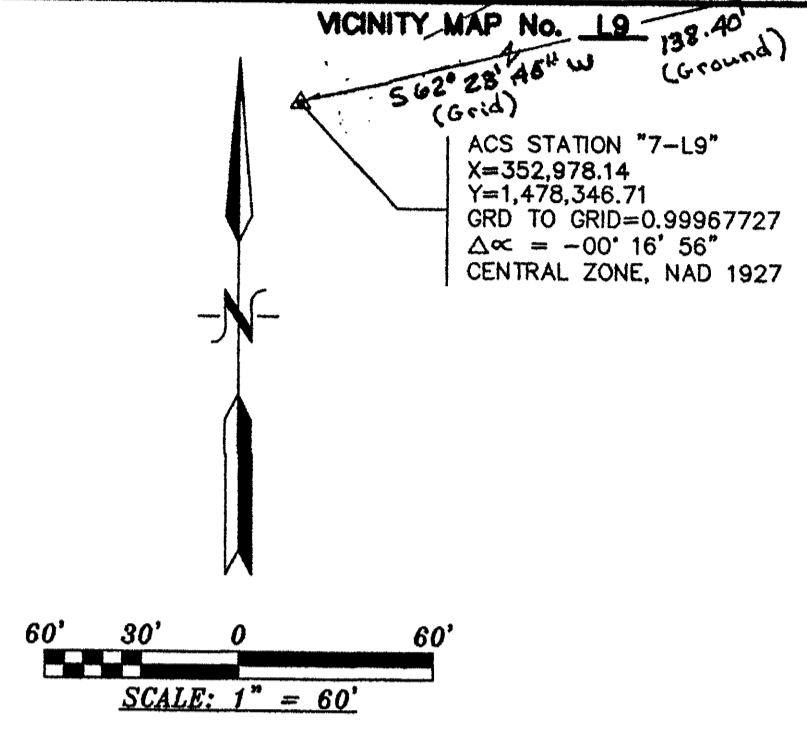 VICINITY MAP No. L9
138.40'
(Ground)
S 62° 28' 46" W
(Grid)
ACS STATION "7-L9"
X=352,978.14
Y=1,478,346.71
GRD TO GRID=0.99967727
Δ∝ = -00° 16' 56"
CENTRAL ZONE, NAD 1927
N
60' 30' 0 60'
SCALE: 1" = 60'